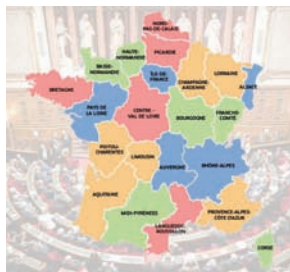 NORD-
PAS-DE-CALAIS
HAUTE-
NORMANDIE
PICARDIE
BASSE-
NORMANDIE
ÎLE-DE-
FRANCE
CHAMPAGNE-
ARDENNE
LORRAINE
ALSACE
BRETAGNE
PAYS DE
LA LOIRE
CENTRE -
VAL DE LOIRE
BOURGOGNE
FRANCHE-
COMTÉ
POITOU-
CHARENTES
LIMOUSIN
AUVERGNE
RHÔNE-ALPES
AQUITAINE
MIDI-PYRÉNÉES
LANGUEDOC-
ROUSSILLON
PROVENCE-ALPES
CÔTE D'AZUR
CORSE